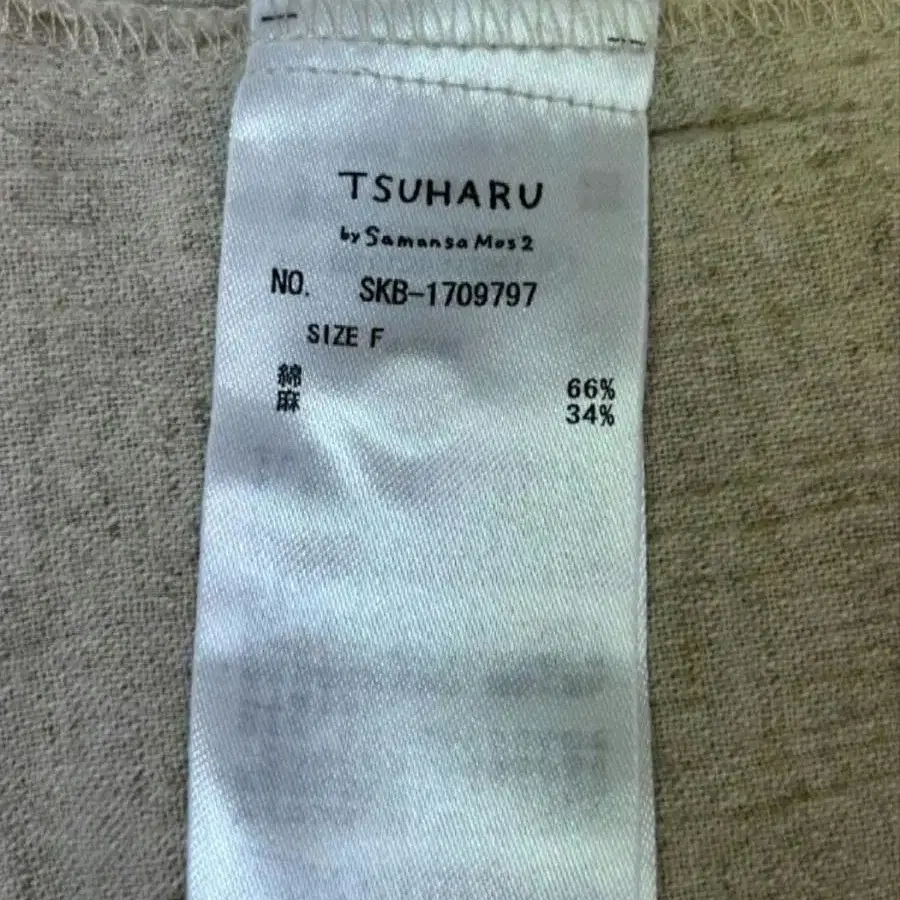 TSUHARU
by Samansa Mos2
NO. SKB-1709797
SIZE F
綿 66%
麻 34%